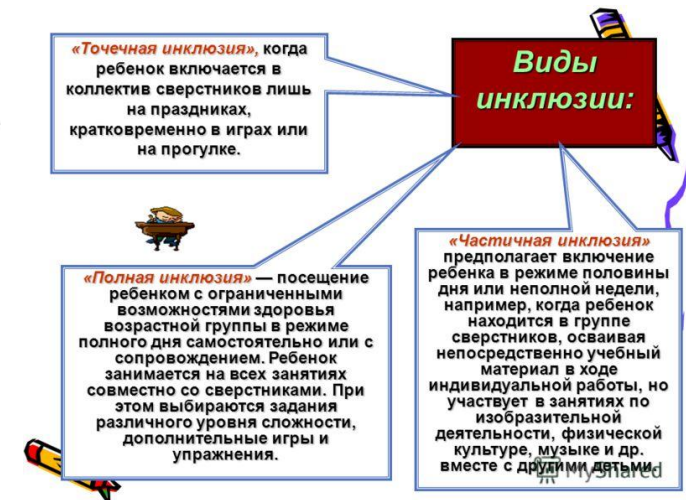 «Точечная инклюзия», когда
ребенок включается в
коллектив сверстников лишь
на праздниках,
кратковременно в играх или
на прогулке.
Виды
инклюзии:
«Полная инклюзия» — посещение
ребенком с ограниченными
возможностями здоровья
возрастной группы в режиме
полного дня самостоятельно или с
сопровождением. Ребенок
занимается на всех занятиях
совместно со сверстниками. При
этом выбираются задания
различного уровня сложности,
дополнительные игры и
упражнения.
«Частичная инклюзия»
предполагает включение
ребенка в режиме половины
дня или неполной недели,
например, когда ребенок
находится в группе
сверстников, осваивая
непосредственно учебный
материал в ходе
индивидуальной работы, но
участвует в занятиях по
изобразительной
деятельности, физической
культуре, музыке и др.
вместе с другими детьми.
MyShared